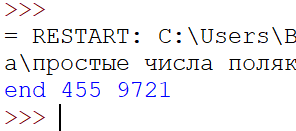 >>>
= RESTART: C:\Users\B
а\простые числа поляк
end 455 9721
>>>